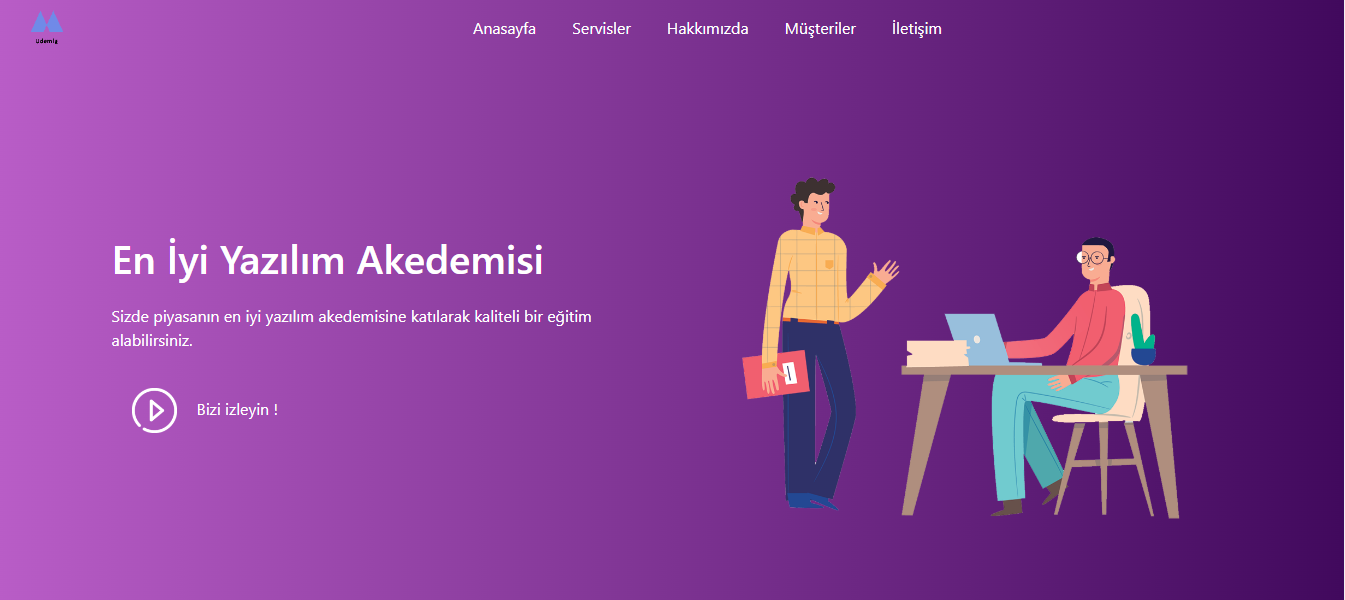 Udemig
Anasayfa Servisler Hakkımızda Müşteriler İletişim
En İyi Yazılım Akedemisi
Sizde piyasanın en iyi yazılım akedemisine katılarak kaliteli bir eğitim
alabilirsiniz.
Bizi izleyin !